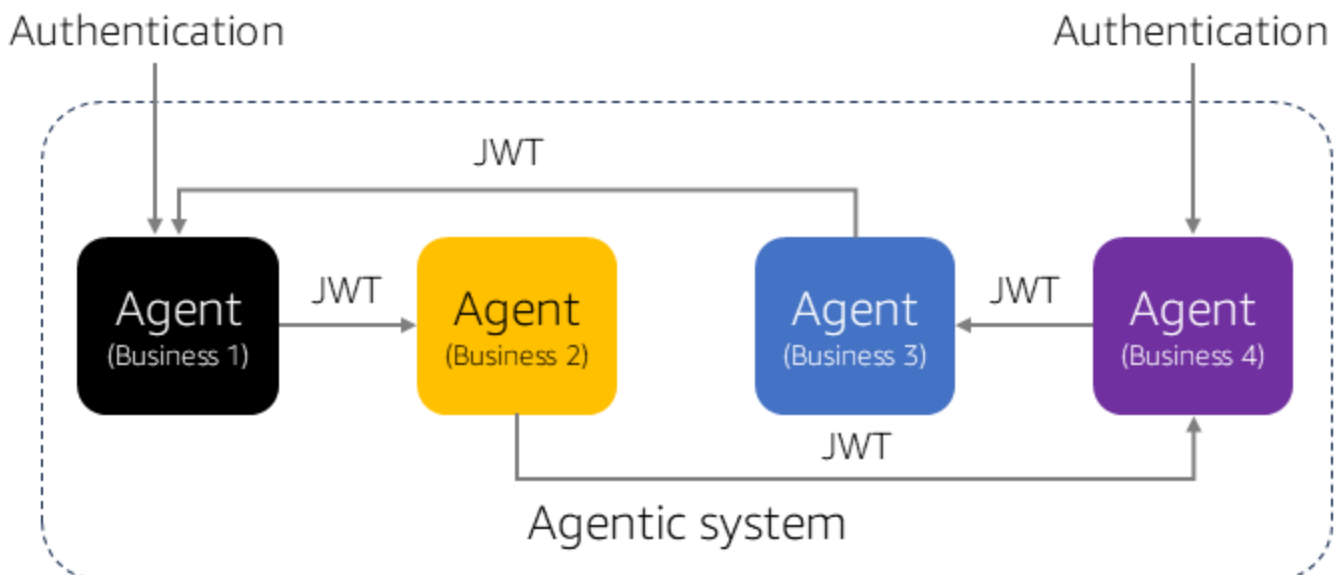 Authentication
Authentication
JWT
Agent
(Business 1)
JWT
Agent
(Business 2)
Agent
(Business 3)
JWT
Agent
(Business 4)
JWT
Agentic system